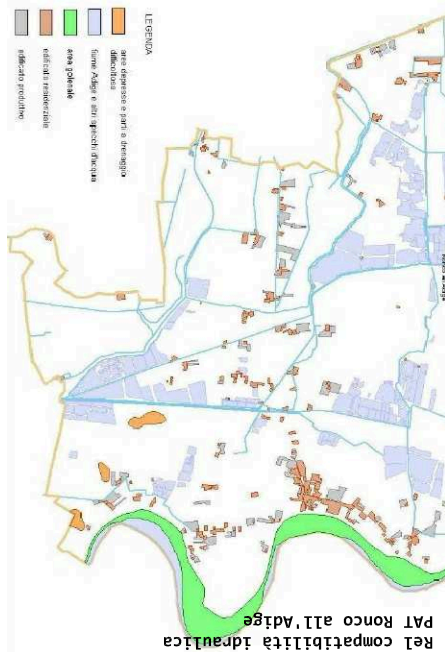 LEGENDA
aree depresse e parti a drenaggio
difficoltoso
fiume Adige e altri specchi d'acqua
area golenale
edificato residenziale
edificato produttivo
Rel compatibilità idraulica
PAT Ronco all'Adige